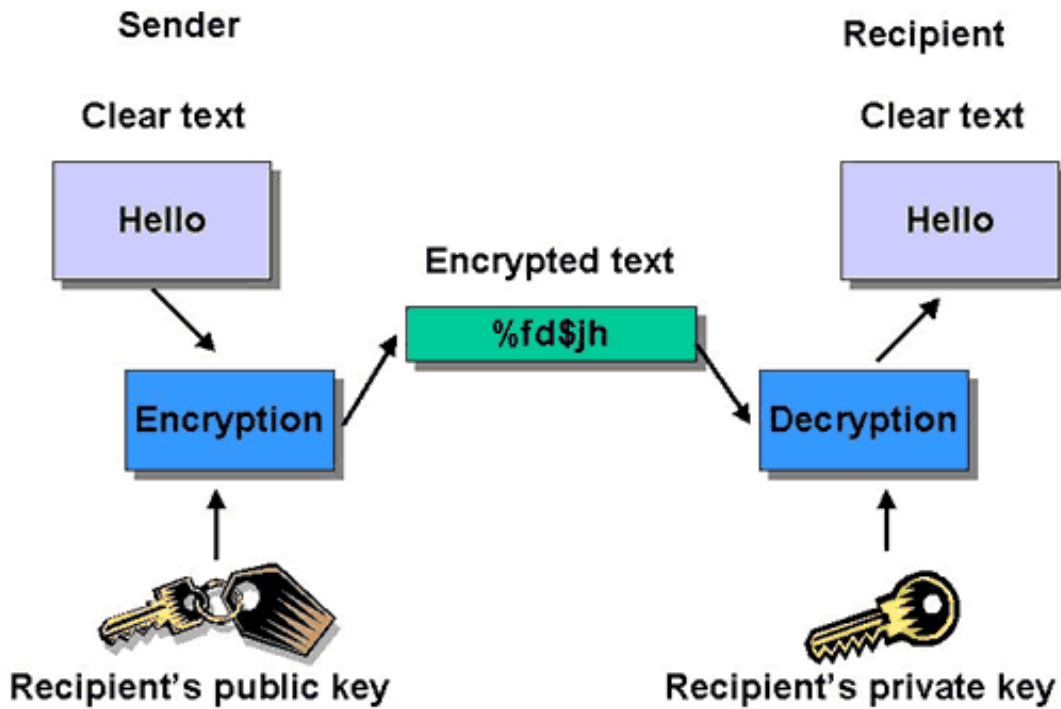 Sender
Recipient
Clear text
Clear text
Hello
Hello
Encrypted text
%fd$jh
Encryption
Decryption
Recipient's public key
Recipient's private key